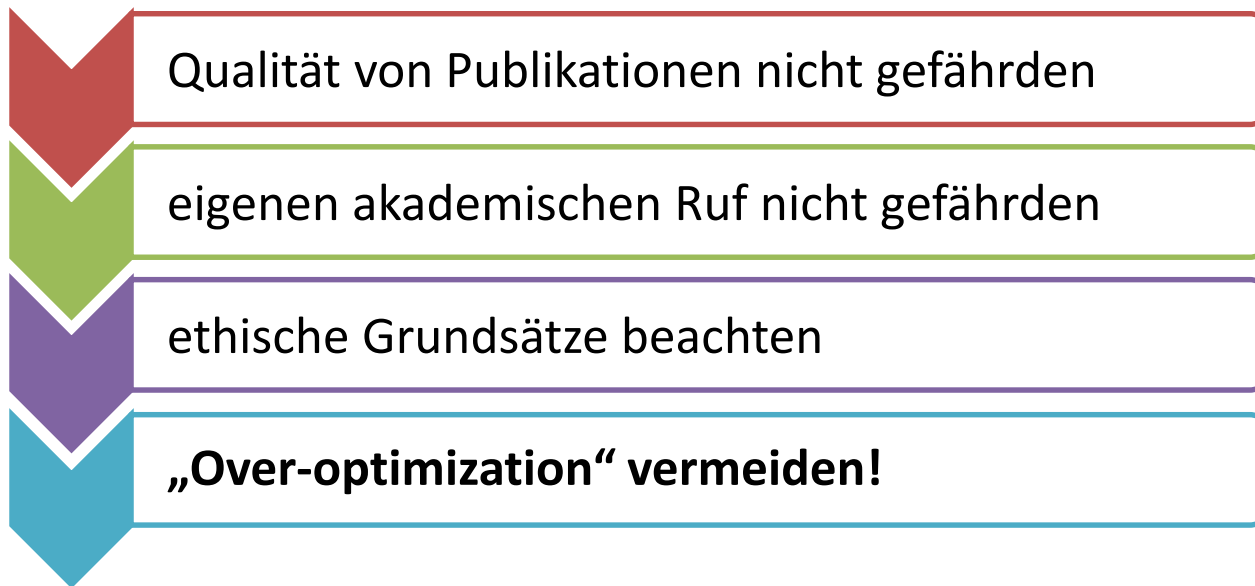 Qualität von Publikationen nicht gefährden
eigenen akademischen Ruf nicht gefährden
ethische Grundsätze beachten
„Over-optimization“ vermeiden!